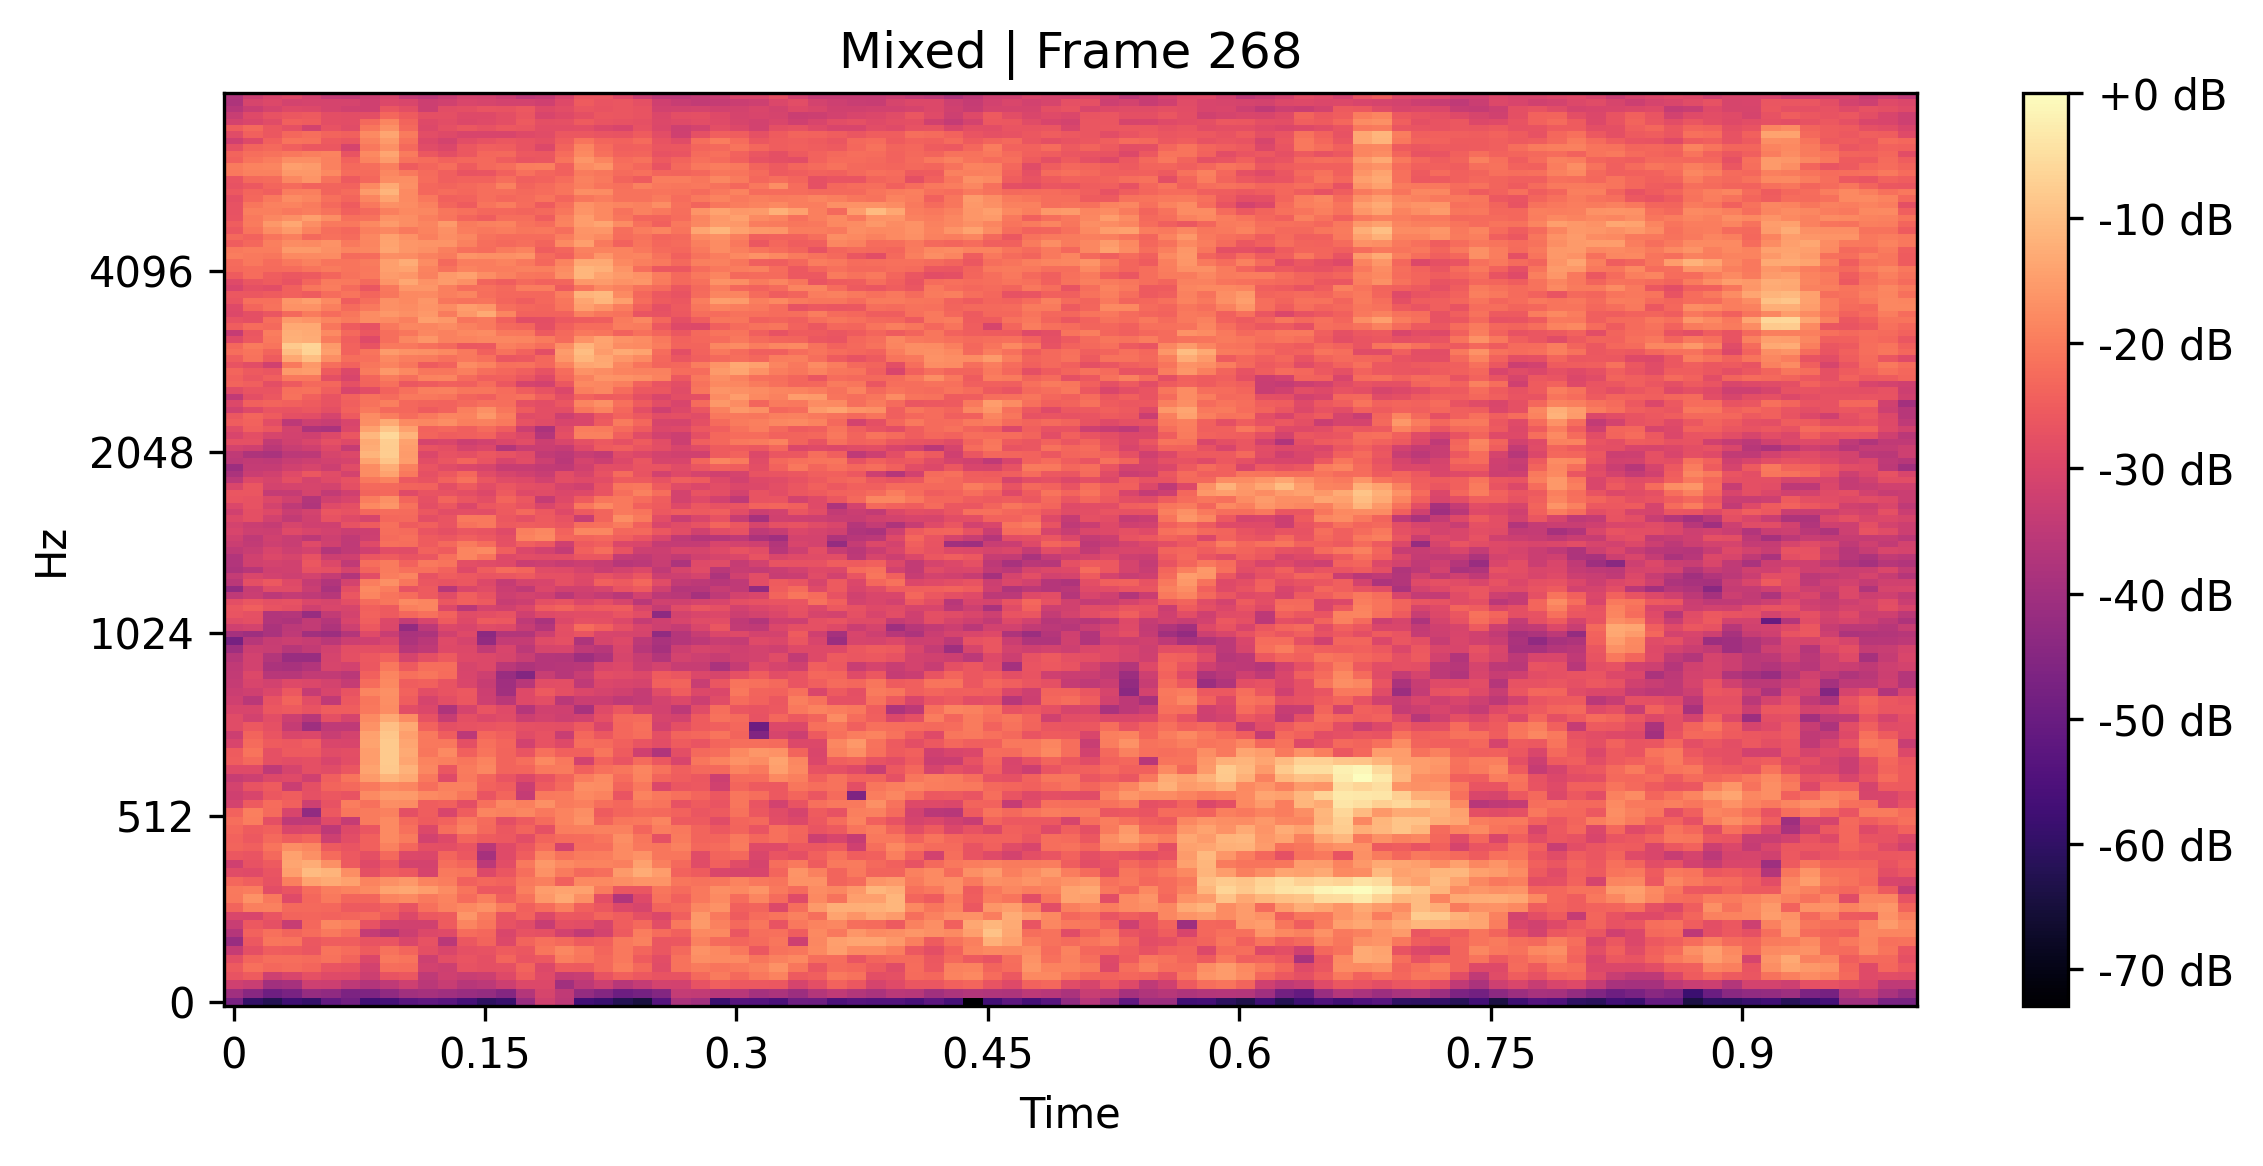 Mixed | Frame 268
+0 dB
-10 dB
-20 dB
-30 dB
-40 dB
-50 dB
-60 dB
-70 dB
4096
2048
1024
512
0
Hz
0 0.15 0.3 0.45 0.6 0.75 0.9
Time